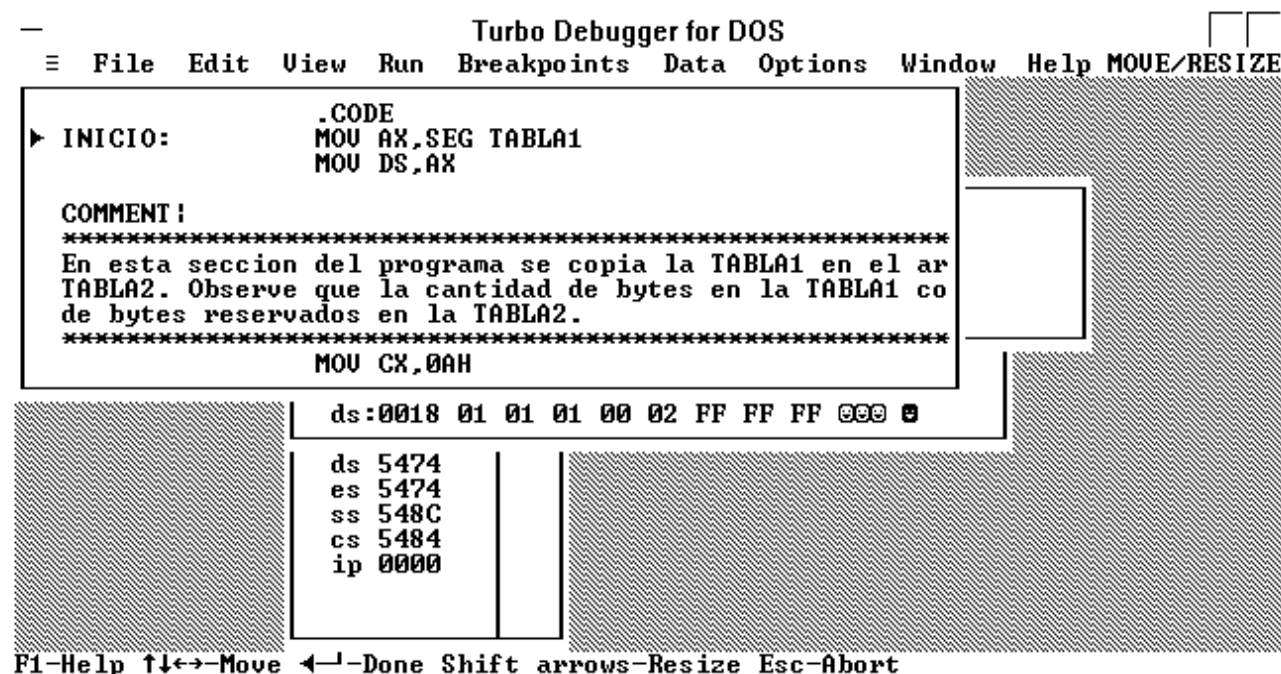 Turbo Debugger for DOS
≡ File Edit View Run Breakpoints Data Options Window Help MOVE/RESIZE
.CODE
► INICIO: MOV AX,SEG TABLA1
MOV DS,AX
COMMENT¦
********************************************************
En esta seccion del programa se copia la TABLA1 en el ar
TABLA2. Observe que la cantidad de bytes en la TABLA1 co
de bytes reservados en la TABLA2.
********************************************************
MOV CX,0AH
ds:0018 01 01 01 00 02 FF FF FF ☺☺☺ ☻
ds 5474
es 5474
ss 548C
cs 5484
ip 0000
F1-Help ↑↓←→-Move ◄─┘-Done Shift arrows-Resize Esc-Abort